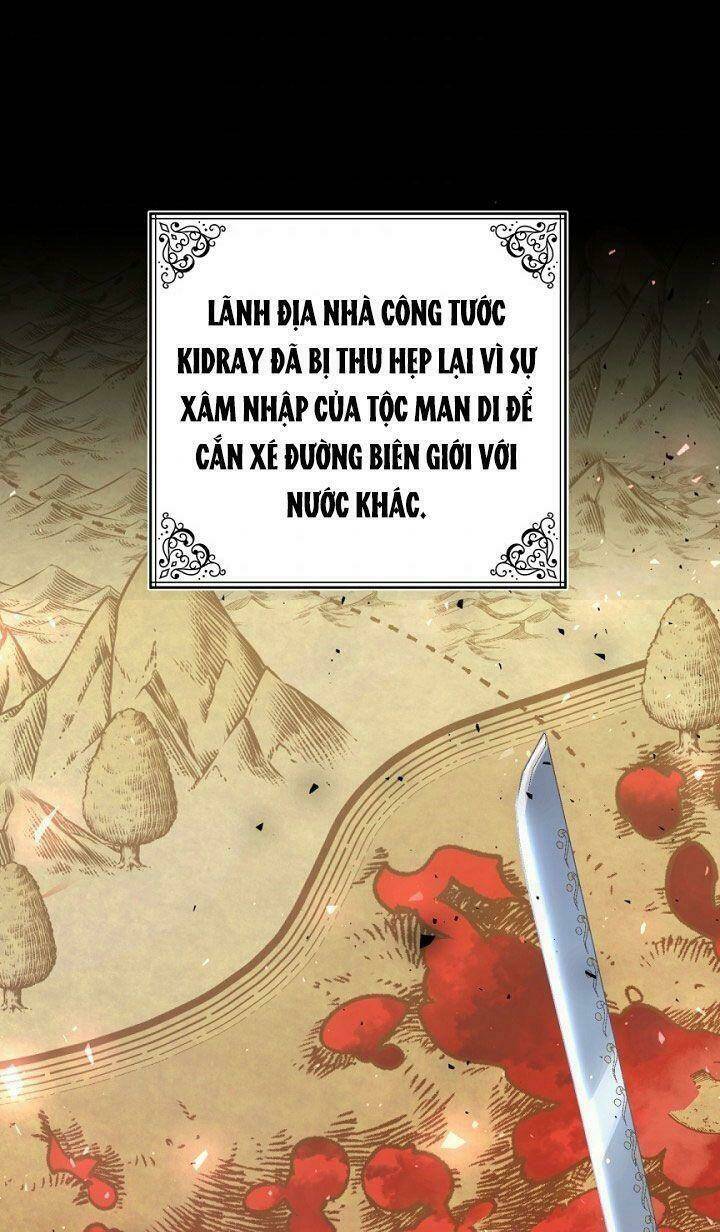 LÃNH ĐỊA NHÀ CÔNG TƯỚC
KIDRAY ĐÃ BỊ THU HẸP LẠI VÌ SỰ
XÂM NHẬP CỦA TỘC MAN DI ĐỂ
CẮN XÉ ĐƯỜNG BIÊN GIỚI VỚI
NƯỚC KHÁC.